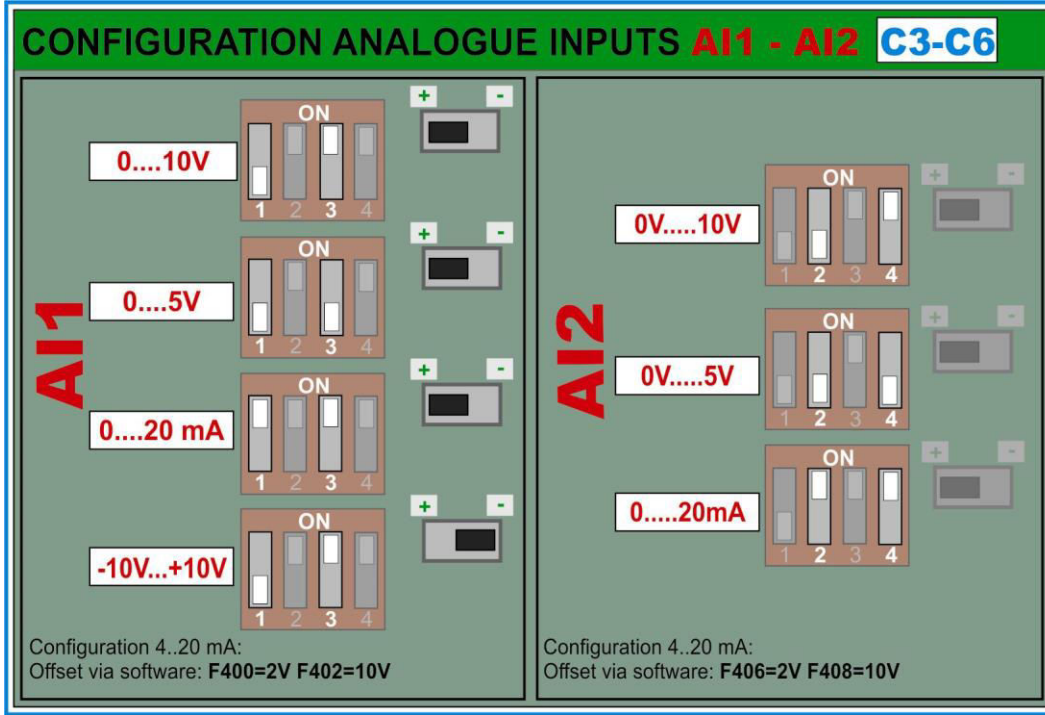 CONFIGURATION ANALOGUE INPUTS AI1 - AI2 C3-C6
AI1
0....10V
ON
1 2 3 4
+ -
0....5V
ON
1 2 3 4
+ -
0....20 mA
ON
1 2 3 4
+ -
-10V...+10V
ON
1 2 3 4
+ -
Configuration 4..20 mA:
Offset via software: F400=2V F402=10V
AI2
0V.....10V
ON
1 2 3 4
+ -
0V.....5V
ON
1 2 3 4
+ -
0.....20mA
ON
1 2 3 4
+ -
Configuration 4..20 mA:
Offset via software: F406=2V F408=10V